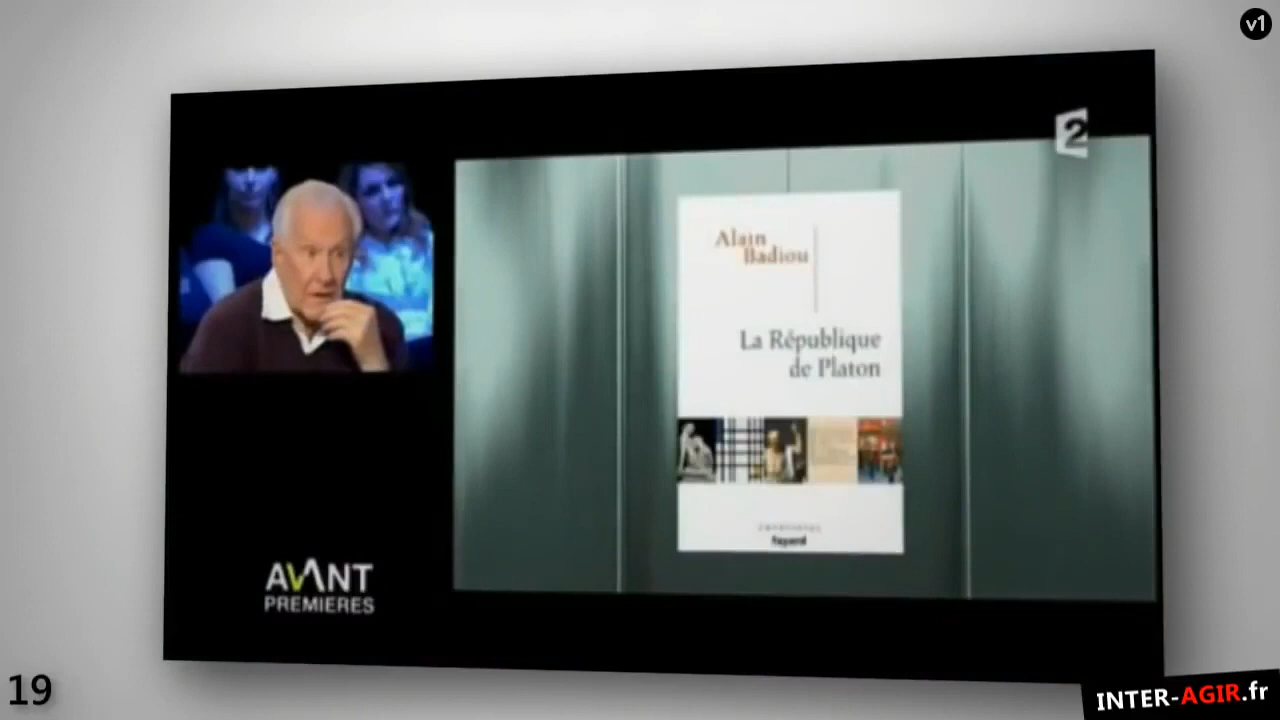 v1
2
Alain
Badiou
La République
de Platon
fayard
AVANT
PREMIERES
19
INTER-AGIR.fr